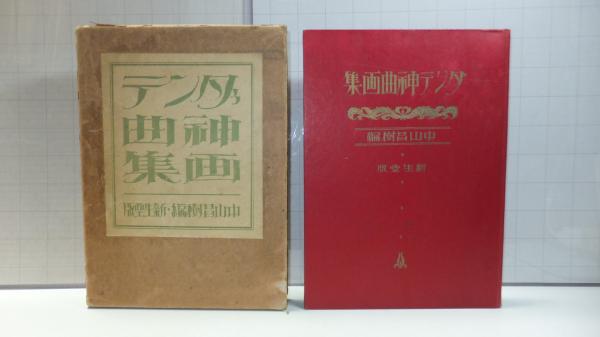 ダンテ
神曲
画集
中山昌樹編・新生堂版
ダンテ神曲画集
中山昌樹編
新生堂版